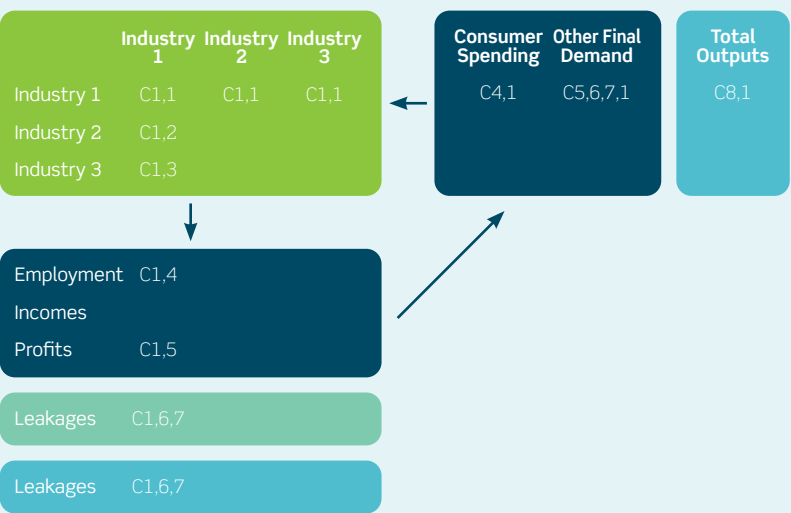 Industry 1 Industry 2 Industry 3
Industry 1 C1,1 C1,1 C1,1
Industry 2 C1,2
Industry 3 C1,3
Consumer Spending Other Final Demand
C4,1 C5,6,7,1
Total Outputs
C8,1
Employment C1,4
Incomes
Profits C1,5
Leakages C1,6,7
Leakages C1,6,7